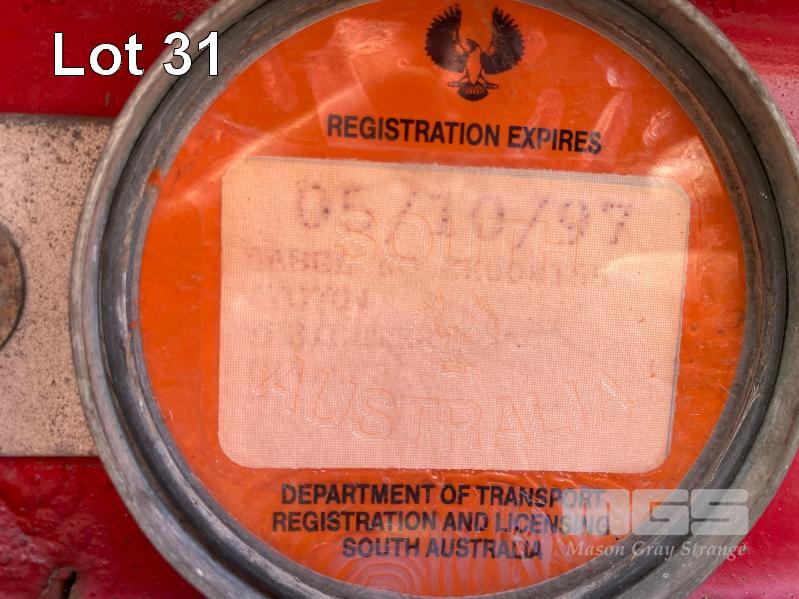 Lot 31
REGISTRATION EXPIRES
05/10/97
SOUTH
AUSTRALIA
DEPARTMENT OF TRANSPORT
REGISTRATION AND LICENSING
SOUTH AUSTRALIA
MGS
Mason Gray Strange